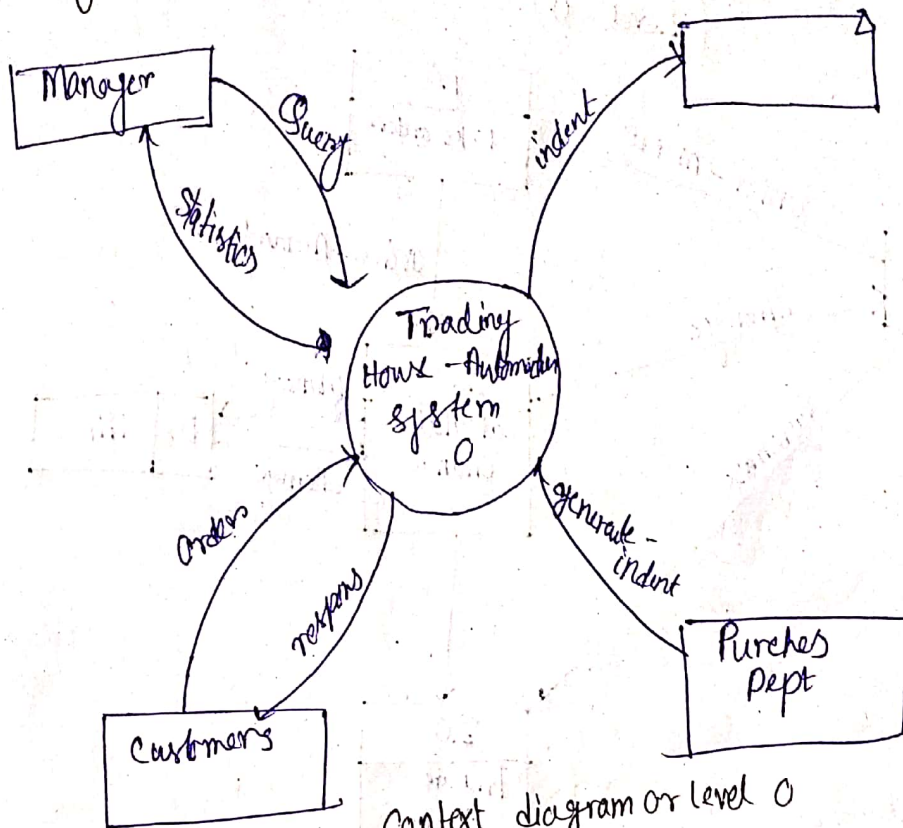 Manager
Query
Statistics
indent
Trading
House - Automation
system
0
orders
respons
generate -
indent
Purches
Dept
Customers
Context diagram or level 0